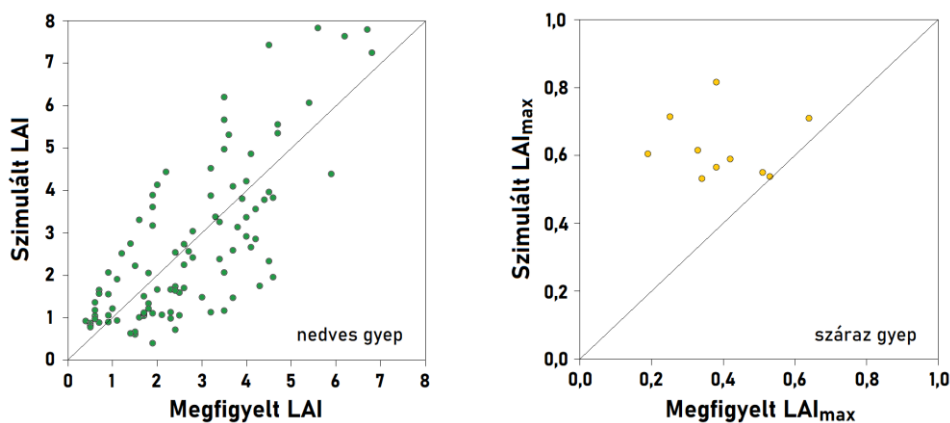 Szimulált LAI
8
7
6
5
4
3
2
1
0
nedves gyep
0 1 2 3 4 5 6 7 8
Megfigyelt LAI
Szimulált LAImax
1,0
0,8
0,6
0,4
0,2
0,0
száraz gyep
0,0 0,2 0,4 0,6 0,8 1,0
Megfigyelt LAImax